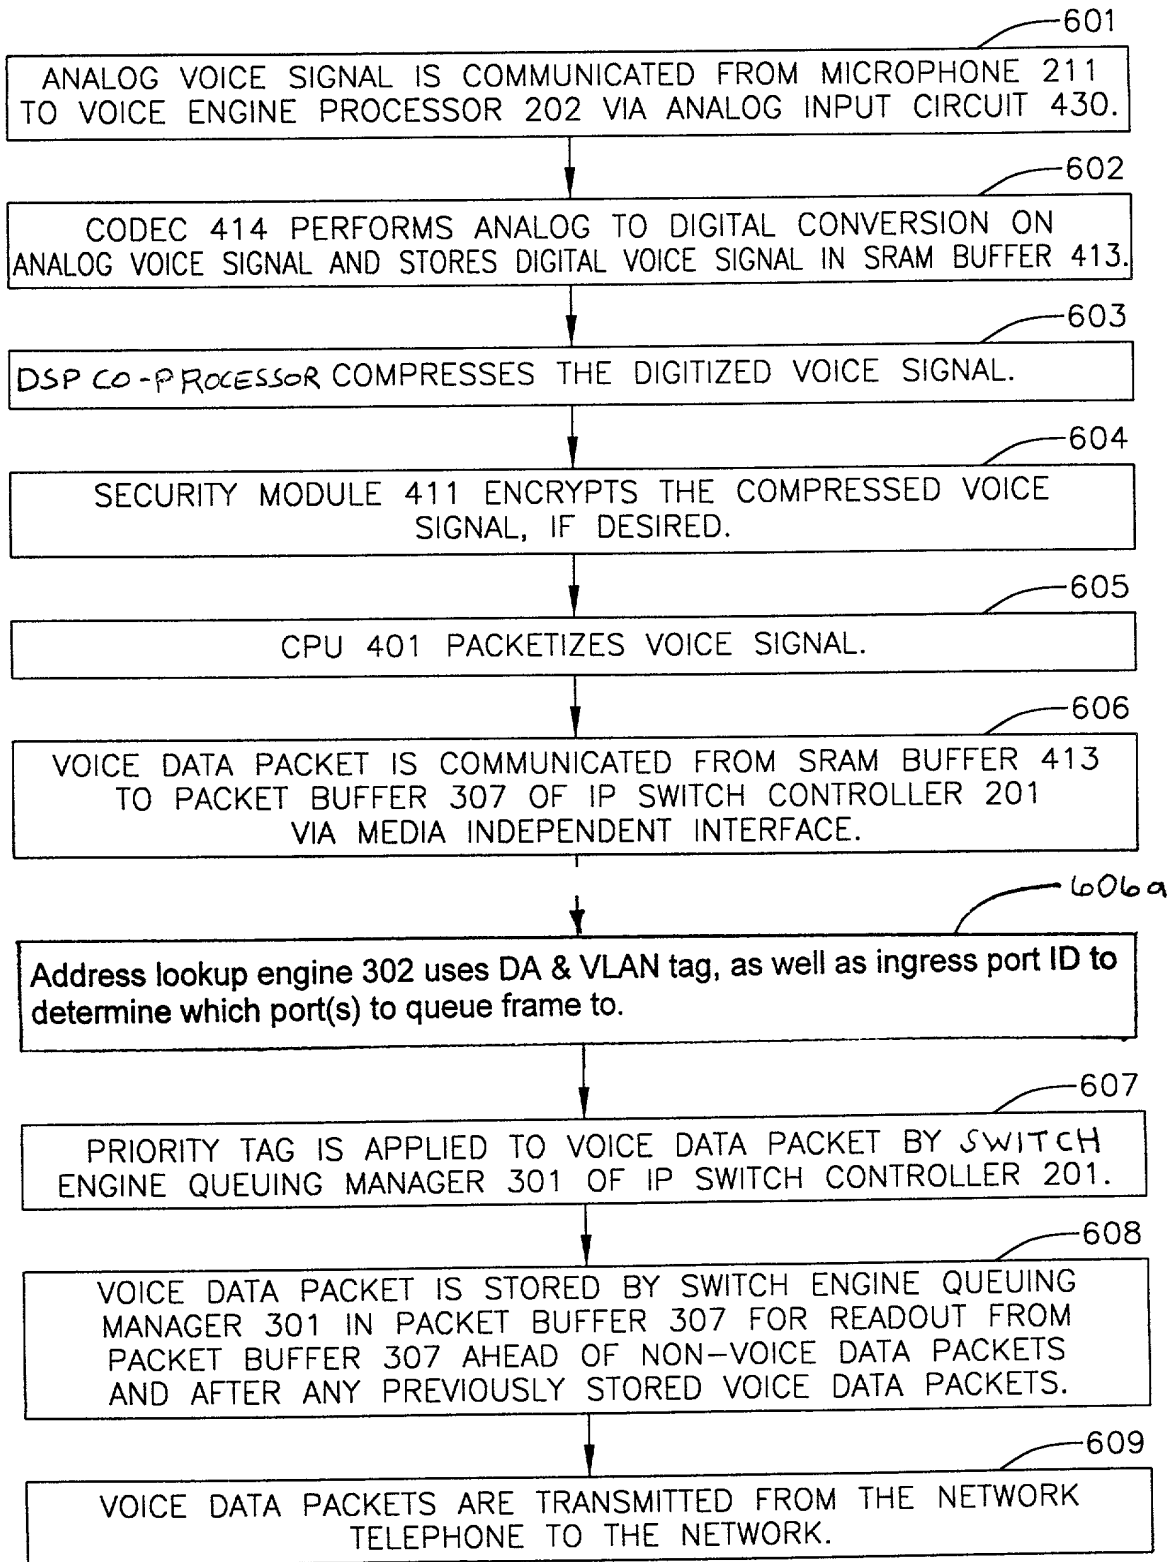 601
ANALOG VOICE SIGNAL IS COMMUNICATED FROM MICROPHONE 211
TO VOICE ENGINE PROCESSOR 202 VIA ANALOG INPUT CIRCUIT 430.
602
CODEC 414 PERFORMS ANALOG TO DIGITAL CONVERSION ON
ANALOG VOICE SIGNAL AND STORES DIGITAL VOICE SIGNAL IN SRAM BUFFER 413.
603
DSP CO-PROCESSOR COMPRESSES THE DIGITIZED VOICE SIGNAL.
604
SECURITY MODULE 411 ENCRYPTS THE COMPRESSED VOICE
SIGNAL, IF DESIRED.
605
CPU 401 PACKETIZES VOICE SIGNAL.
606
VOICE DATA PACKET IS COMMUNICATED FROM SRAM BUFFER 413
TO PACKET BUFFER 307 OF IP SWITCH CONTROLLER 201
VIA MEDIA INDEPENDENT INTERFACE.
606a
Address lookup engine 302 uses DA & VLAN tag, as well as ingress port ID to
determine which port(s) to queue frame to.
607
PRIORITY TAG IS APPLIED TO VOICE DATA PACKET BY SWITCH
ENGINE QUEUING MANAGER 301 OF IP SWITCH CONTROLLER 201.
608
VOICE DATA PACKET IS STORED BY SWITCH ENGINE QUEUING
MANAGER 301 IN PACKET BUFFER 307 FOR READOUT FROM
PACKET BUFFER 307 AHEAD OF NON-VOICE DATA PACKETS
AND AFTER ANY PREVIOUSLY STORED VOICE DATA PACKETS.
609
VOICE DATA PACKETS ARE TRANSMITTED FROM THE NETWORK
TELEPHONE TO THE NETWORK.